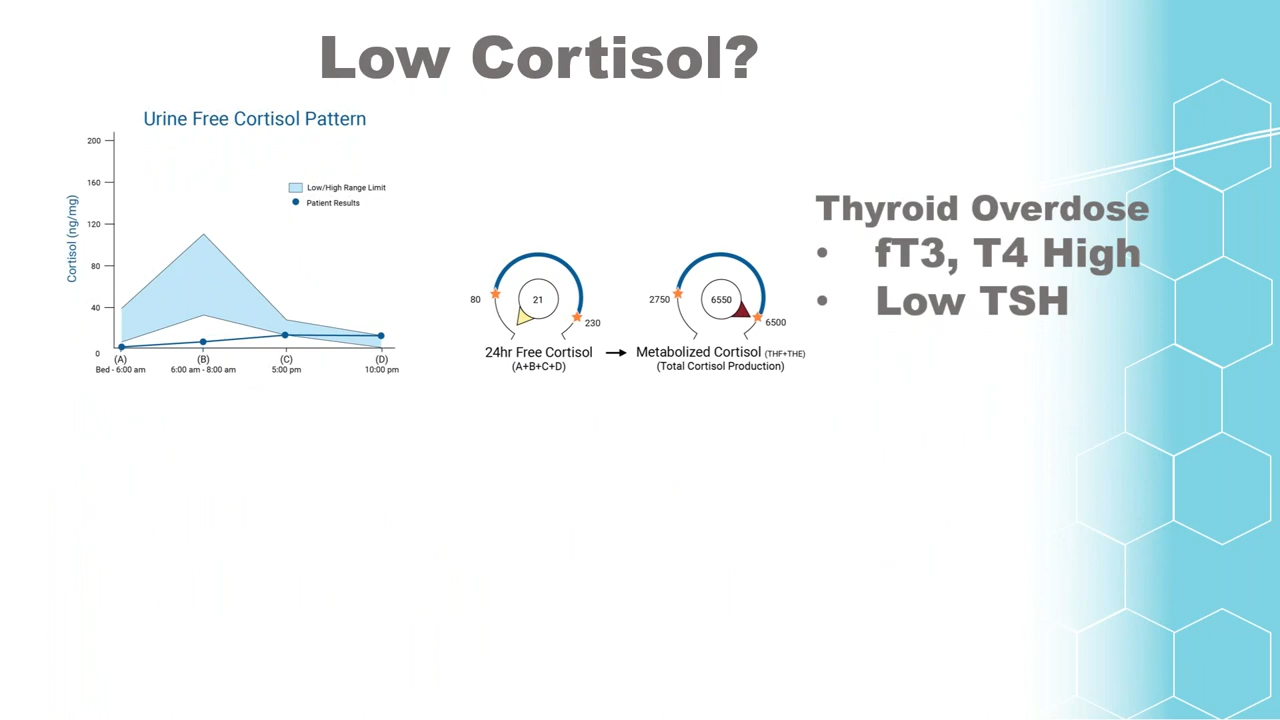 Low Cortisol?
Urine Free Cortisol Pattern
Cortisol (ng/mg)
200
160
120
80
40
0
Low/High Range Limit
Patient Results
(A)
Bed - 6:00 am
(B)
6:00 am - 8:00 am
(C)
5:00 pm
(D)
10:00 pm
80
21
230
24hr Free Cortisol
(A+B+C+D)
2750
6550
6500
Metabolized Cortisol (THF+THE)
(Total Cortisol Production)
Thyroid Overdose
• fT3, T4 High
• Low TSH